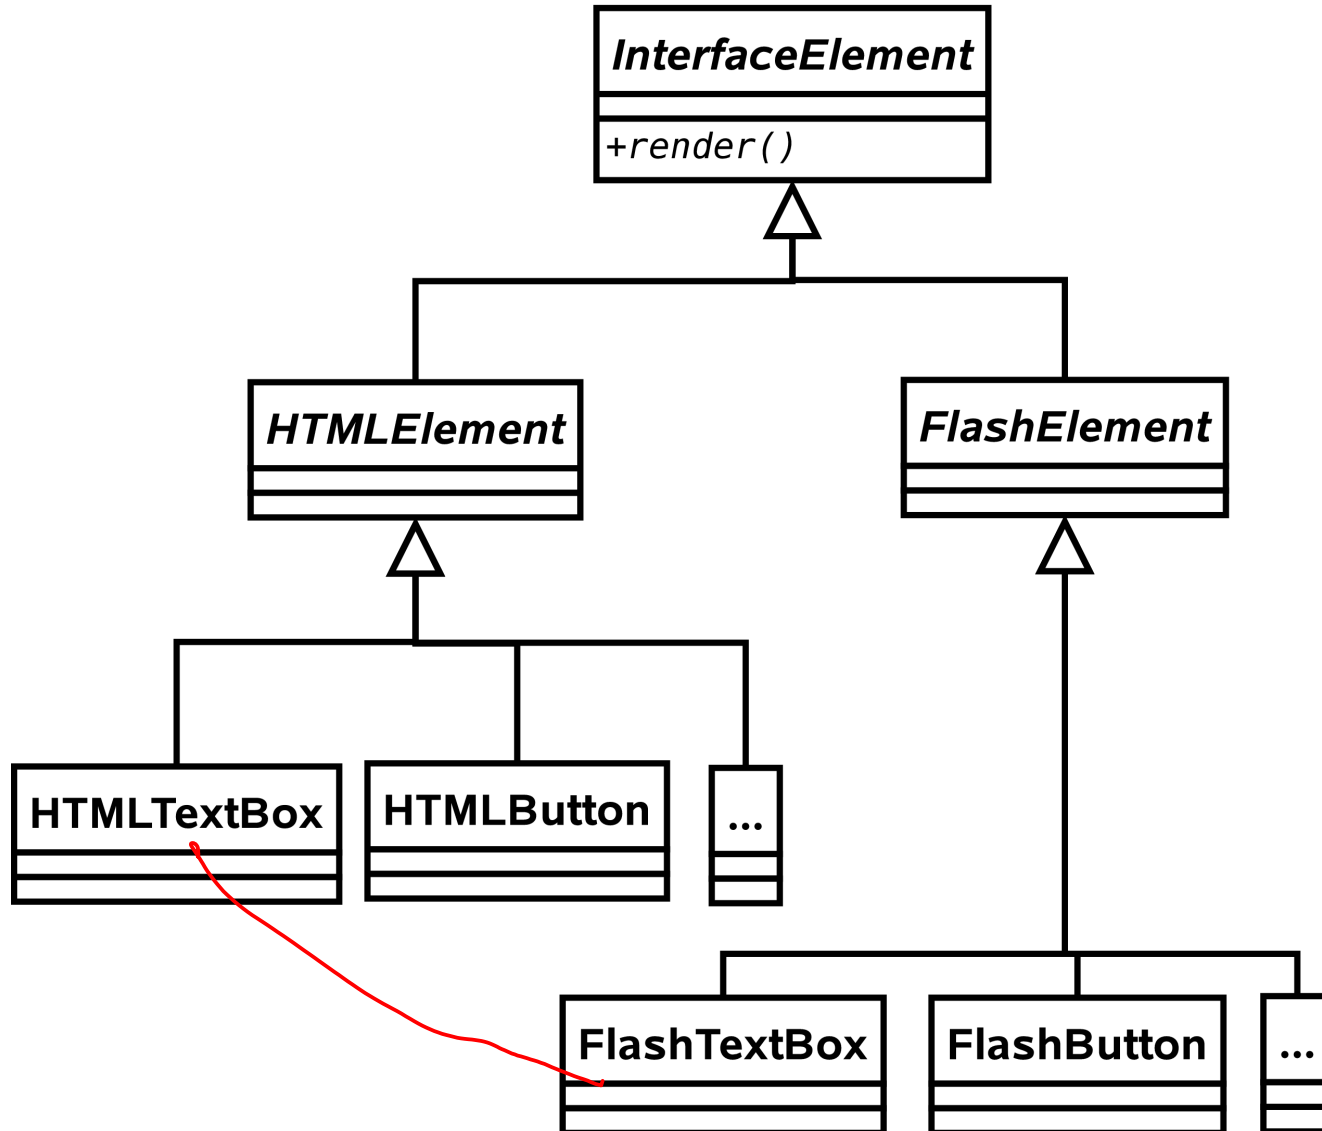 InterfaceElement
+render()
HTMLElement
FlashElement
HTMLTextBox
HTMLButton
...
FlashTextBox
FlashButton
...